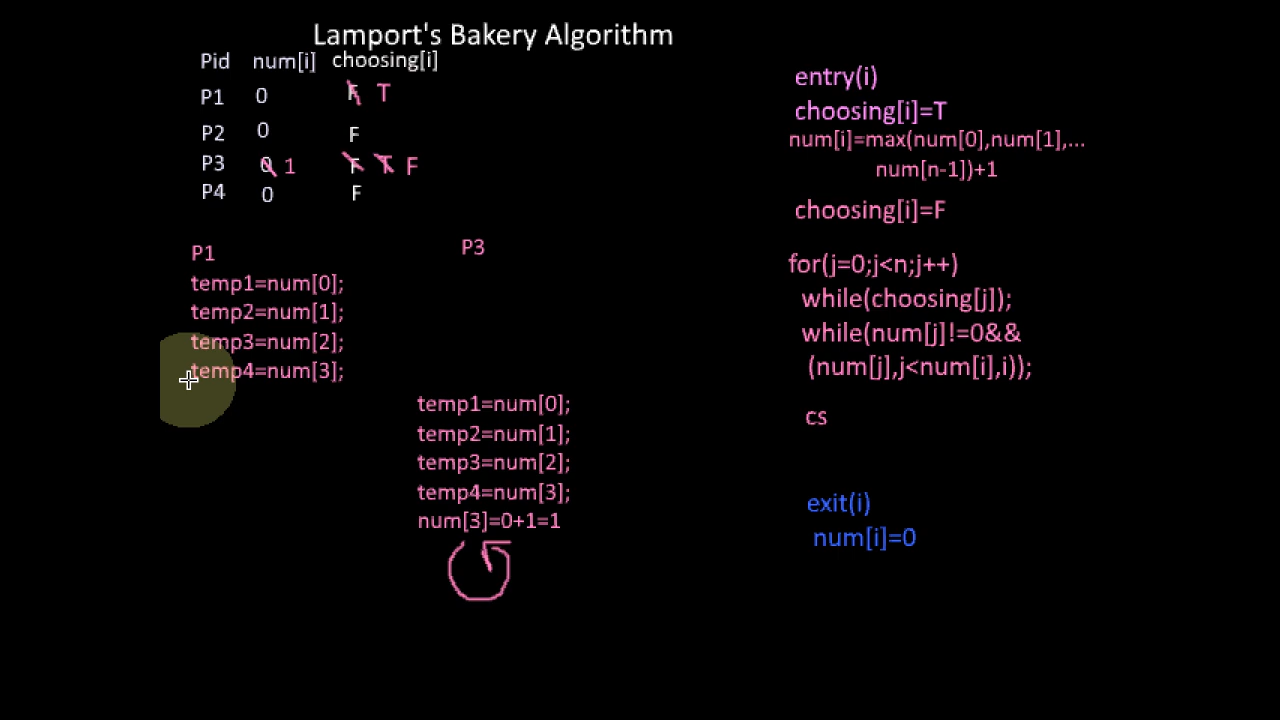 Lamport's Bakery Algorithm
Pid num[i] choosing[i]
P1 0 F T
P2 0 F
P3 0 1 F T F
P4 0 F
P1
temp1=num[0];
temp2=num[1];
temp3=num[2];
temp4=num[3];
P3
temp1=num[0];
temp2=num[1];
temp3=num[2];
temp4=num[3];
num[3]=0+1=1
entry(i)
choosing[i]=T
num[i]=max(num[0],num[1],...
num[n-1])+1
choosing[i]=F
for(j=0;j<n;j++)
while(choosing[j]);
while(num[j]!=0&&
(num[j],j<num[i],i));
cs
exit(i)
num[i]=0